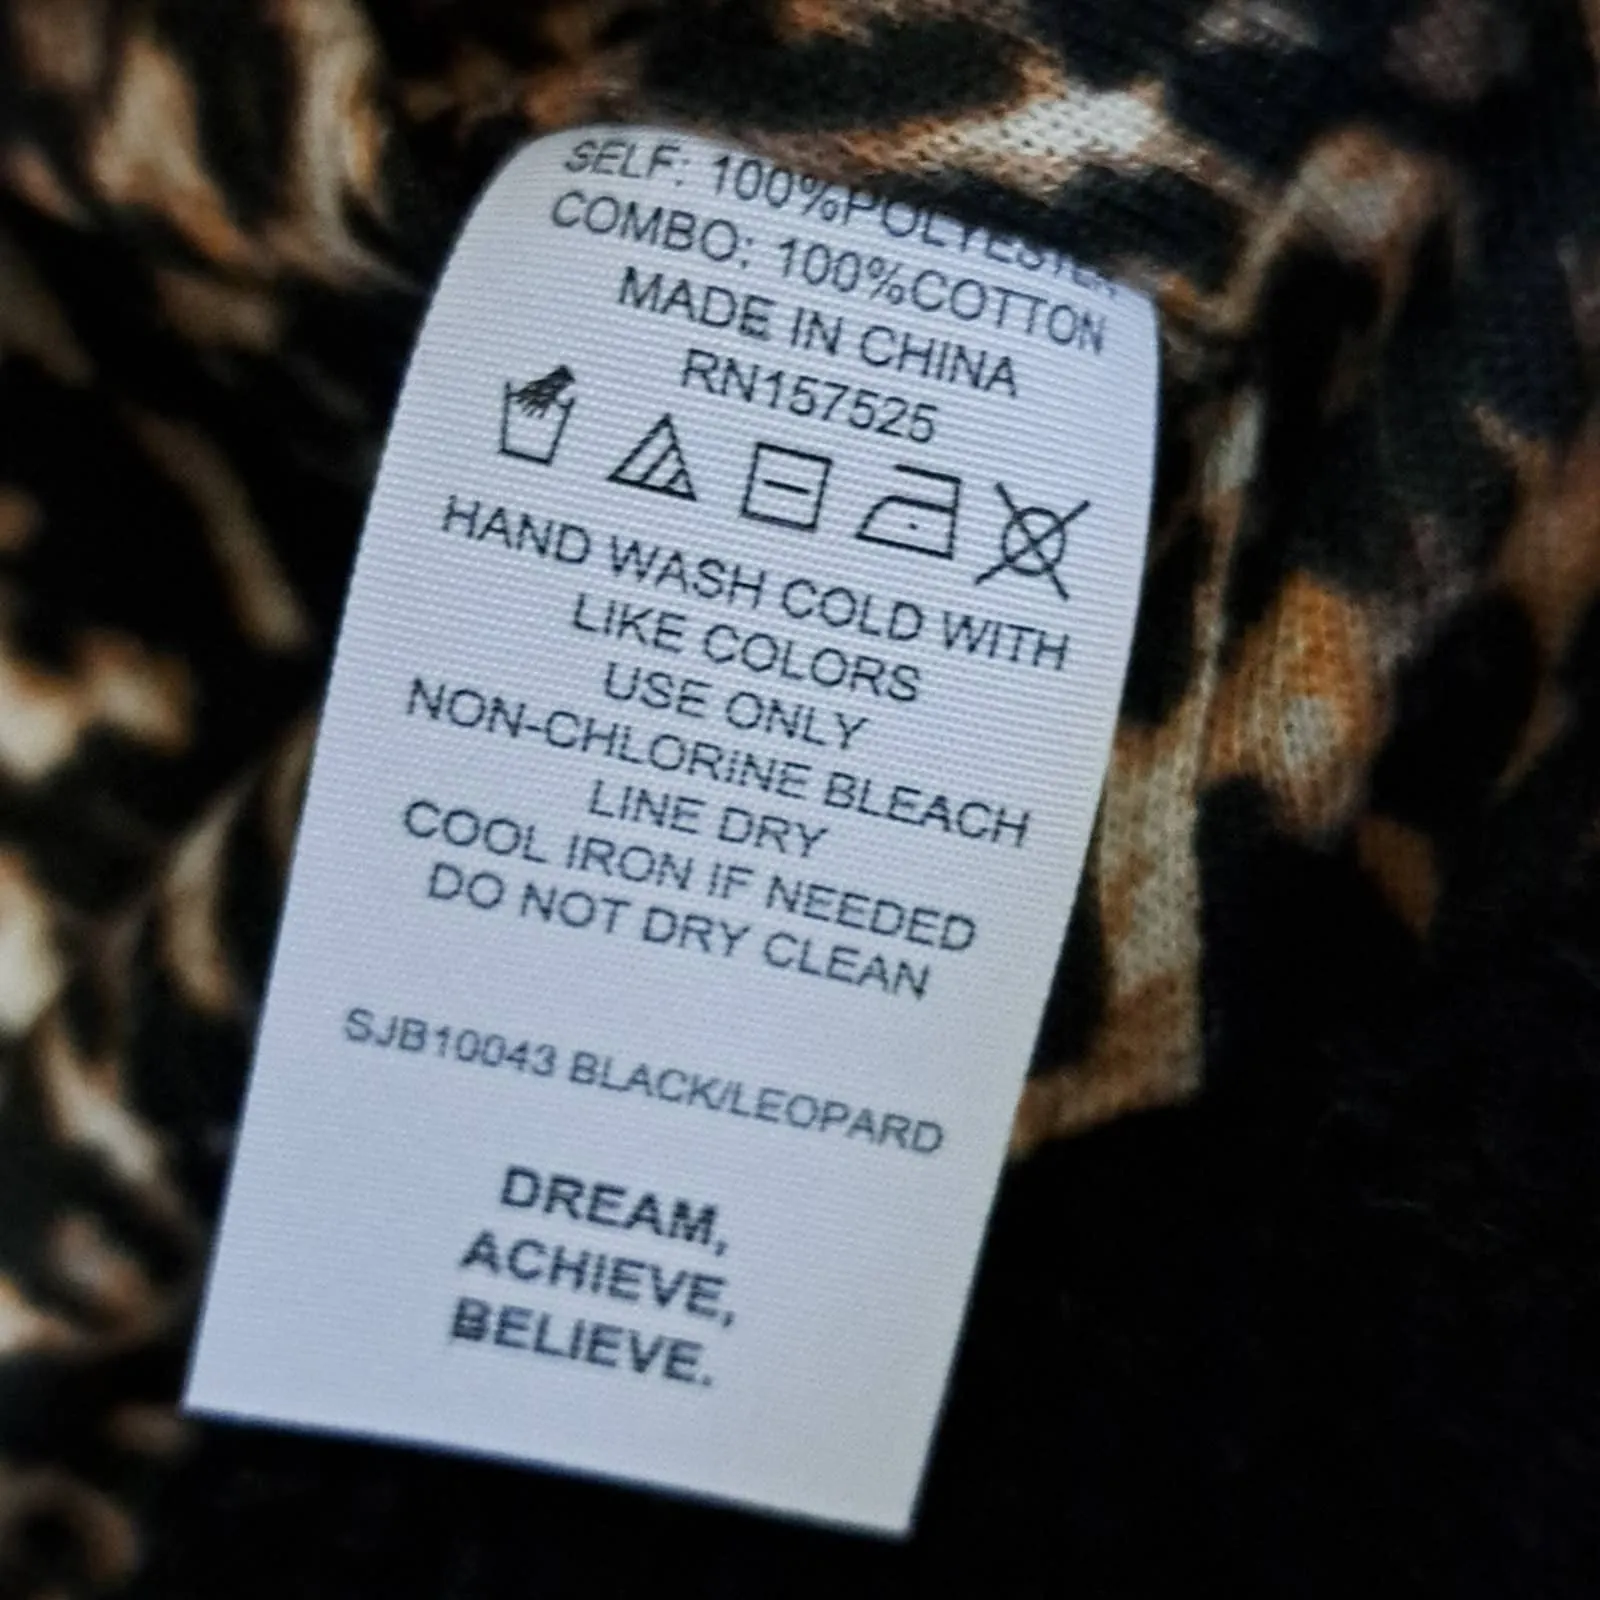 SELF: 100%POLYESTER
COMBO: 100%COTTON
MADE IN CHINA
RN157525
HAND WASH COLD WITH
LIKE COLORS
USE ONLY
NON-CHLORINE BLEACH
LINE DRY
COOL IRON IF NEEDED
DO NOT DRY CLEAN
SJB10043 BLACK/LEOPARD
DREAM,
ACHIEVE,
BELIEVE.